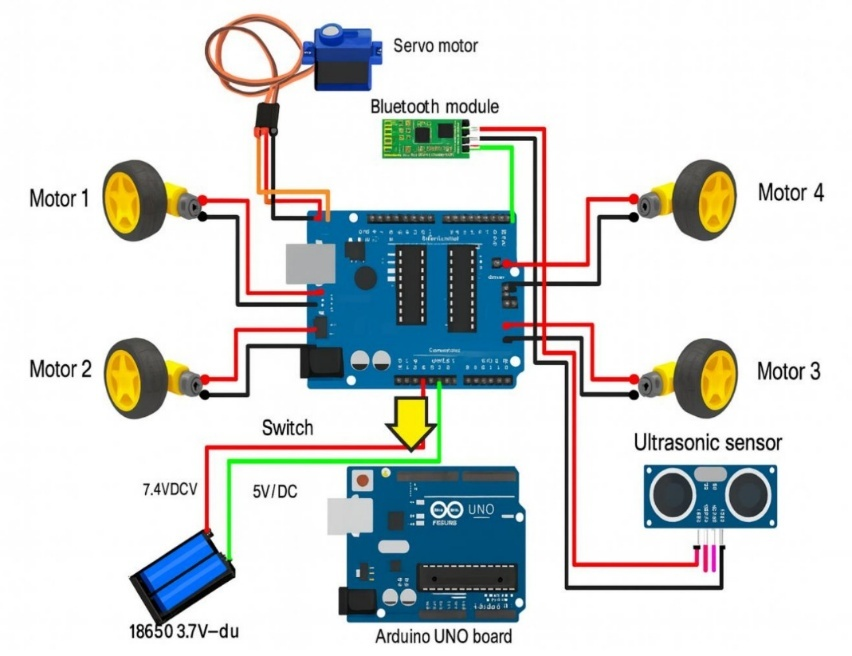 Servo motor
Bluetooth module
Motor 1
Motor 4
Motor 2
Motor 3
Switch
Ultrasonic sensor
7.4VDCV
5V/DC
UNO
18650 3.7V–du
Arduino UNO board